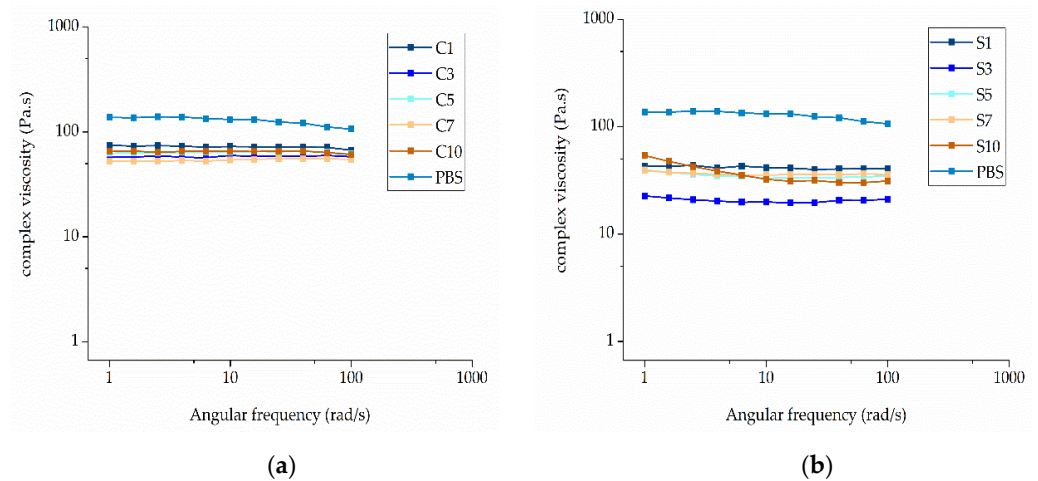 1000
100
10
1
complex viscosity (Pa.s)
C1
C3
C5
C7
C10
PBS
1
10
100
1000
Angular frequency (rad/s)
(a)
1000
100
10
1
complex viscosity (Pa.s)
S1
S3
S5
S7
S10
PBS
1
10
100
1000
Angular frequency (rad/s)
(b)